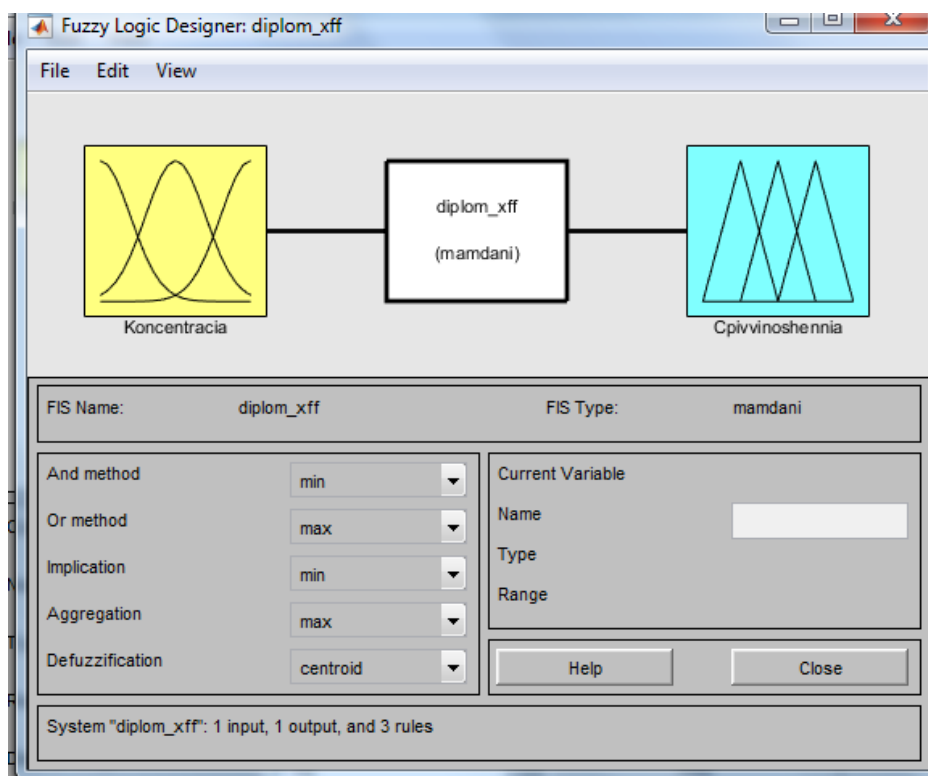 Fuzzy Logic Designer: diplom_xff
File Edit View
diplom_xff
(mamdani)
Koncentracia
Cpivvinoshennia
FIS Name: diplom_xff FIS Type: mamdani
And method min
Or method max
Implication min
Aggregation max
Defuzzification centroid
Current Variable
Name
Type
Range
Help Close
System "diplom_xff": 1 input, 1 output, and 3 rules